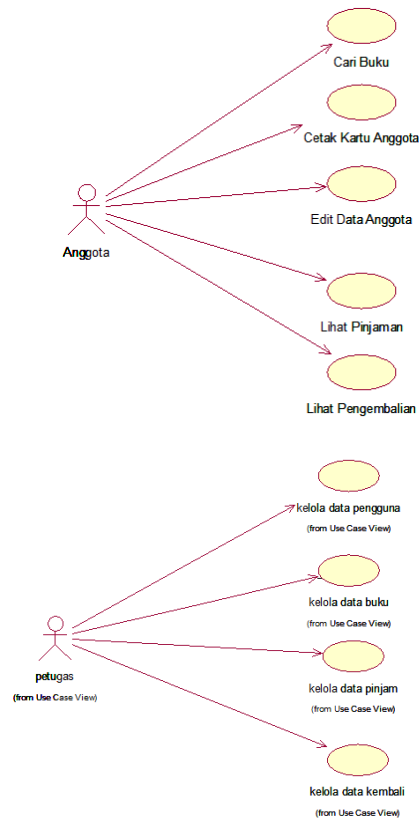 Cari Buku
Cetak Kartu Anggota
Edit Data Anggota
Anggota
Lihat Pinjaman
Lihat Pengembalian
kelola data pengguna
(from Use Case View)
kelola data buku
(from Use Case View)
petugas
(from Use Case View)
kelola data pinjam
(from Use Case View)
kelola data kembali
(from Use Case View)